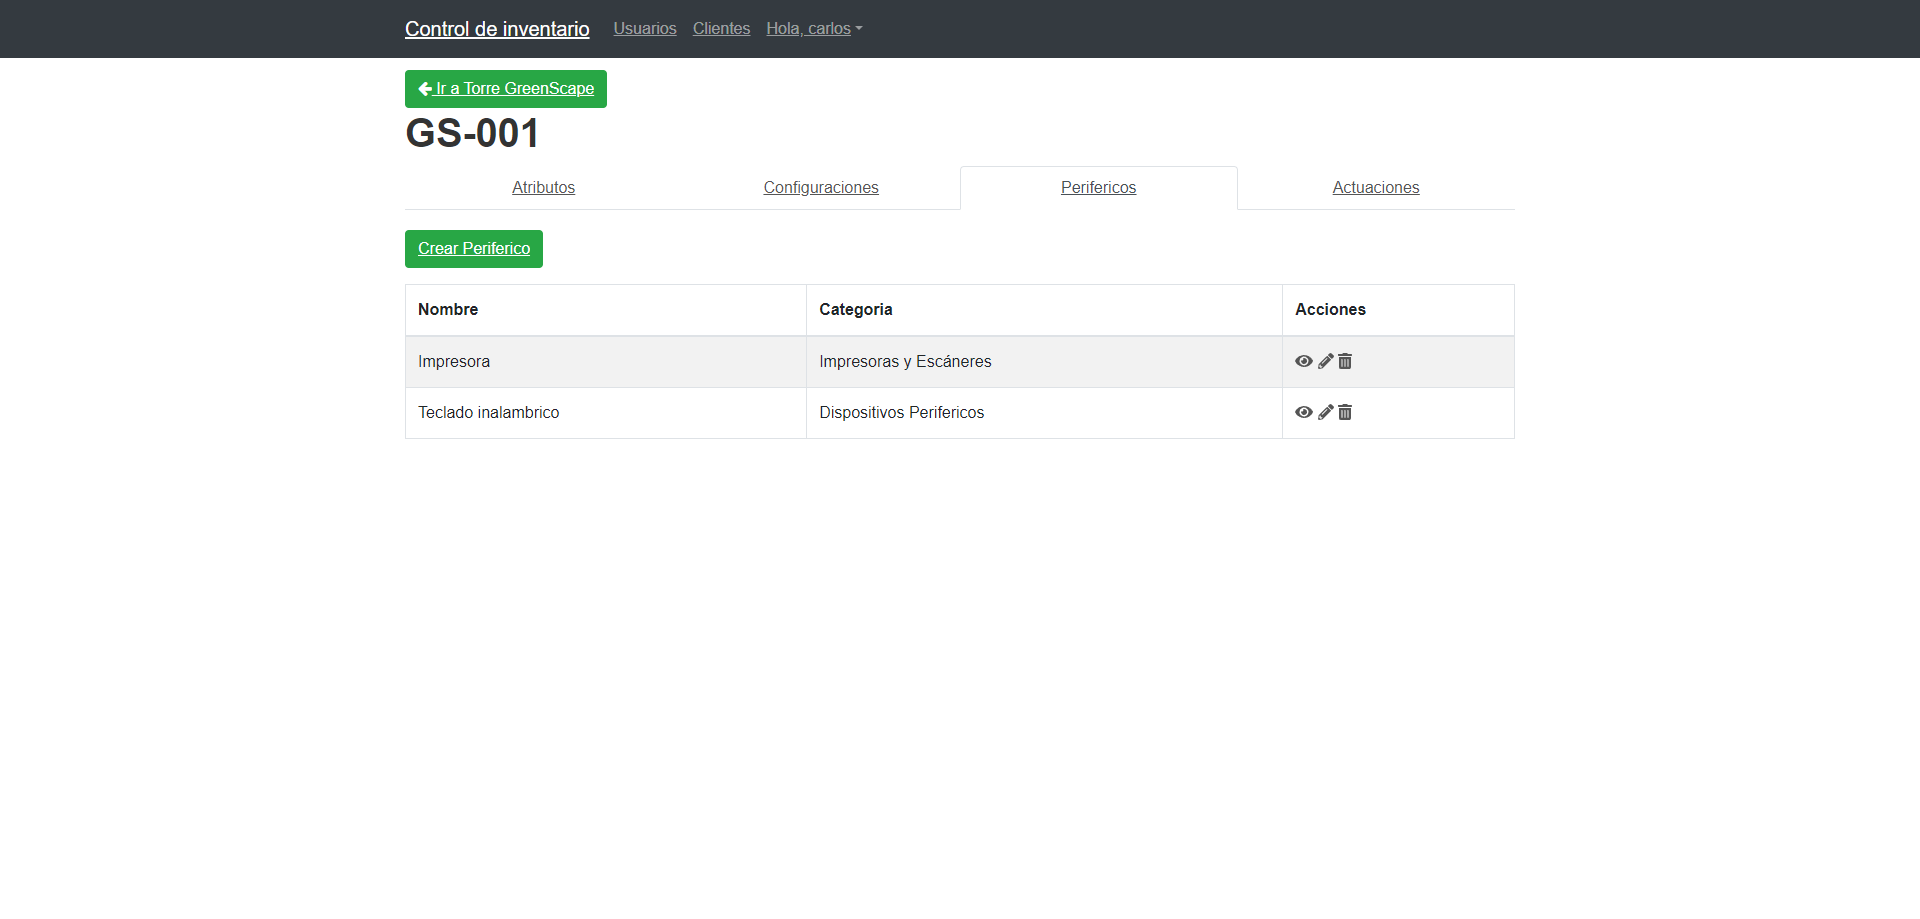 Control de inventario Usuarios Clientes Hola, carlos
Ir a Torre GreenScape
GS-001
Atributos Configuraciones Perifericos Actuaciones
Crear Periferico
Nombre Categoria Acciones
Impresora Impresoras y Escáneres
Teclado inalambrico Dispositivos Perifericos